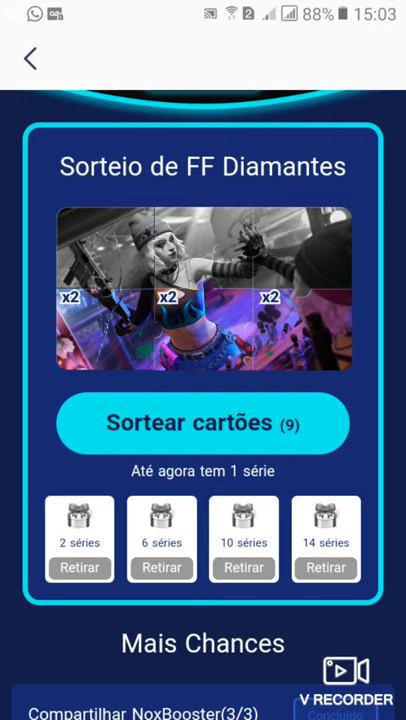 88% 15:03
Sorteio de FF Diamantes
x2 x2 x2
Sortear cartões (9)
Até agora tem 1 série
2 séries 6 séries 10 séries 14 séries
Retirar Retirar Retirar Retirar
Mais Chances
V RECORDER
Compartilhar NoxBooster(3/3) Concluído